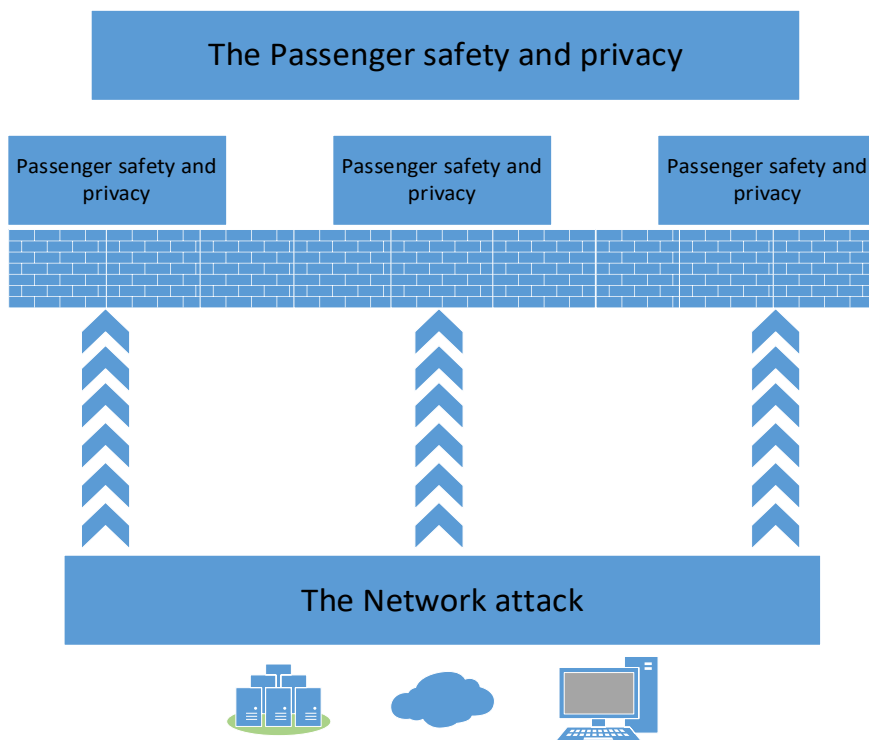 The Passenger safety and privacy
Passenger safety and
privacy
Passenger safety and
privacy
Passenger safety and
privacy
The Network attack